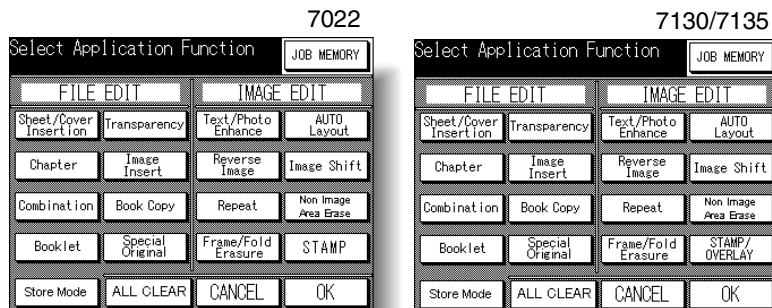 7022
Select Application Function
JOB MEMORY
FILE EDIT
IMAGE EDIT
Sheet/Cover
Insertion
Transparency
Text/Photo
Enhance
AUTO
Layout
Chapter
Image
Insert
Reverse
Image
Image Shift
Combination
Book Copy
Repeat
Non Image
Area Erase
Booklet
Special
Original
Frame/Fold
Erasure
STAMP
Store Mode
ALL CLEAR
CANCEL
OK
7130/7135
Select Application Function
JOB MEMORY
FILE EDIT
IMAGE EDIT
Sheet/Cover
Insertion
Transparency
Text/Photo
Enhance
AUTO
Layout
Chapter
Image
Insert
Reverse
Image
Image Shift
Combination
Book Copy
Repeat
Non Image
Area Erase
Booklet
Special
Original
Frame/Fold
Erasure
STAMP/
OVERLAY
Store Mode
ALL CLEAR
CANCEL
OK